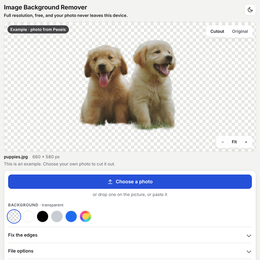 Image Background Remover
Full resolution, free, and your photo never leaves this device.
Example · photo from Pexels
Cutout
Original
− Fit +
puppies.jpg · 680 × 580 px
This is an example. Choose your own photo to cut it out.
Choose a photo
or drop one on the picture, or paste it
BACKGROUND · transparent
Fix the edges
File options